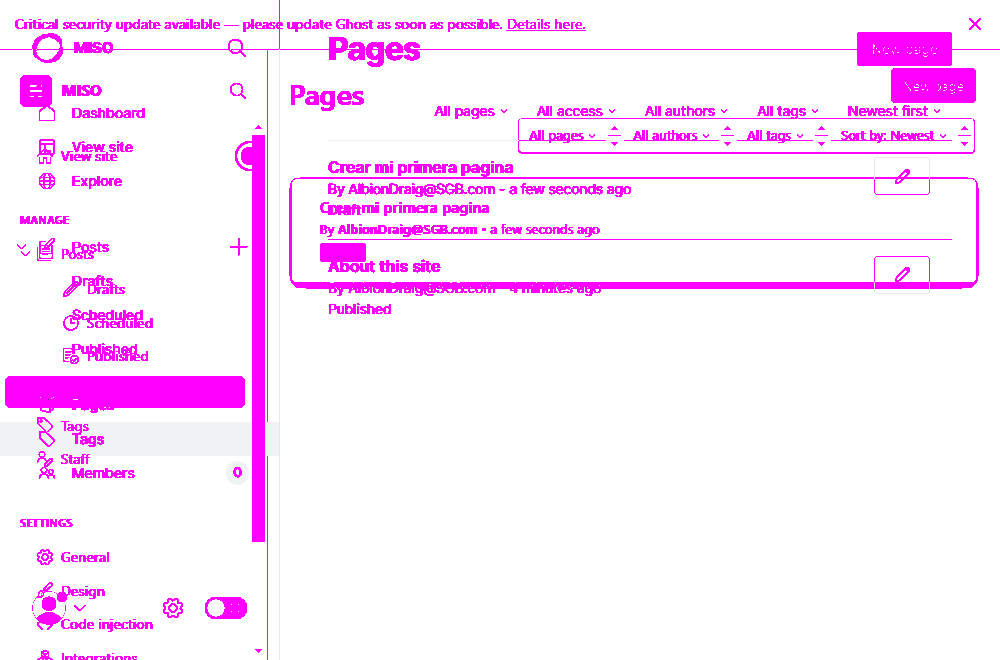 Critical security update available — please update Ghost as soon as possible. Details here.
MISO
Pages
New page
MISO
New page
Pages
Dashboard
All pages
All access
All authors
All tags
Newest first
All pages
All authors
All tags
Sort by: Newest
View site
View site
Explore
Crear mi primera pagina
By AlbionDraig@SGB.com - a few seconds ago
Draft
Crear mi primera pagina
By AlbionDraig@SGB.com - a few seconds ago
MANAGE
Posts
Posts
About this site
By AlbionDraig@SGB.com - 4 minutes ago
Published
Drafts
Drafts
Scheduled
Scheduled
Published
Published
Pages
Tags
Tags
Staff
Members
0
SETTINGS
General
Design
Code injection
Integrations